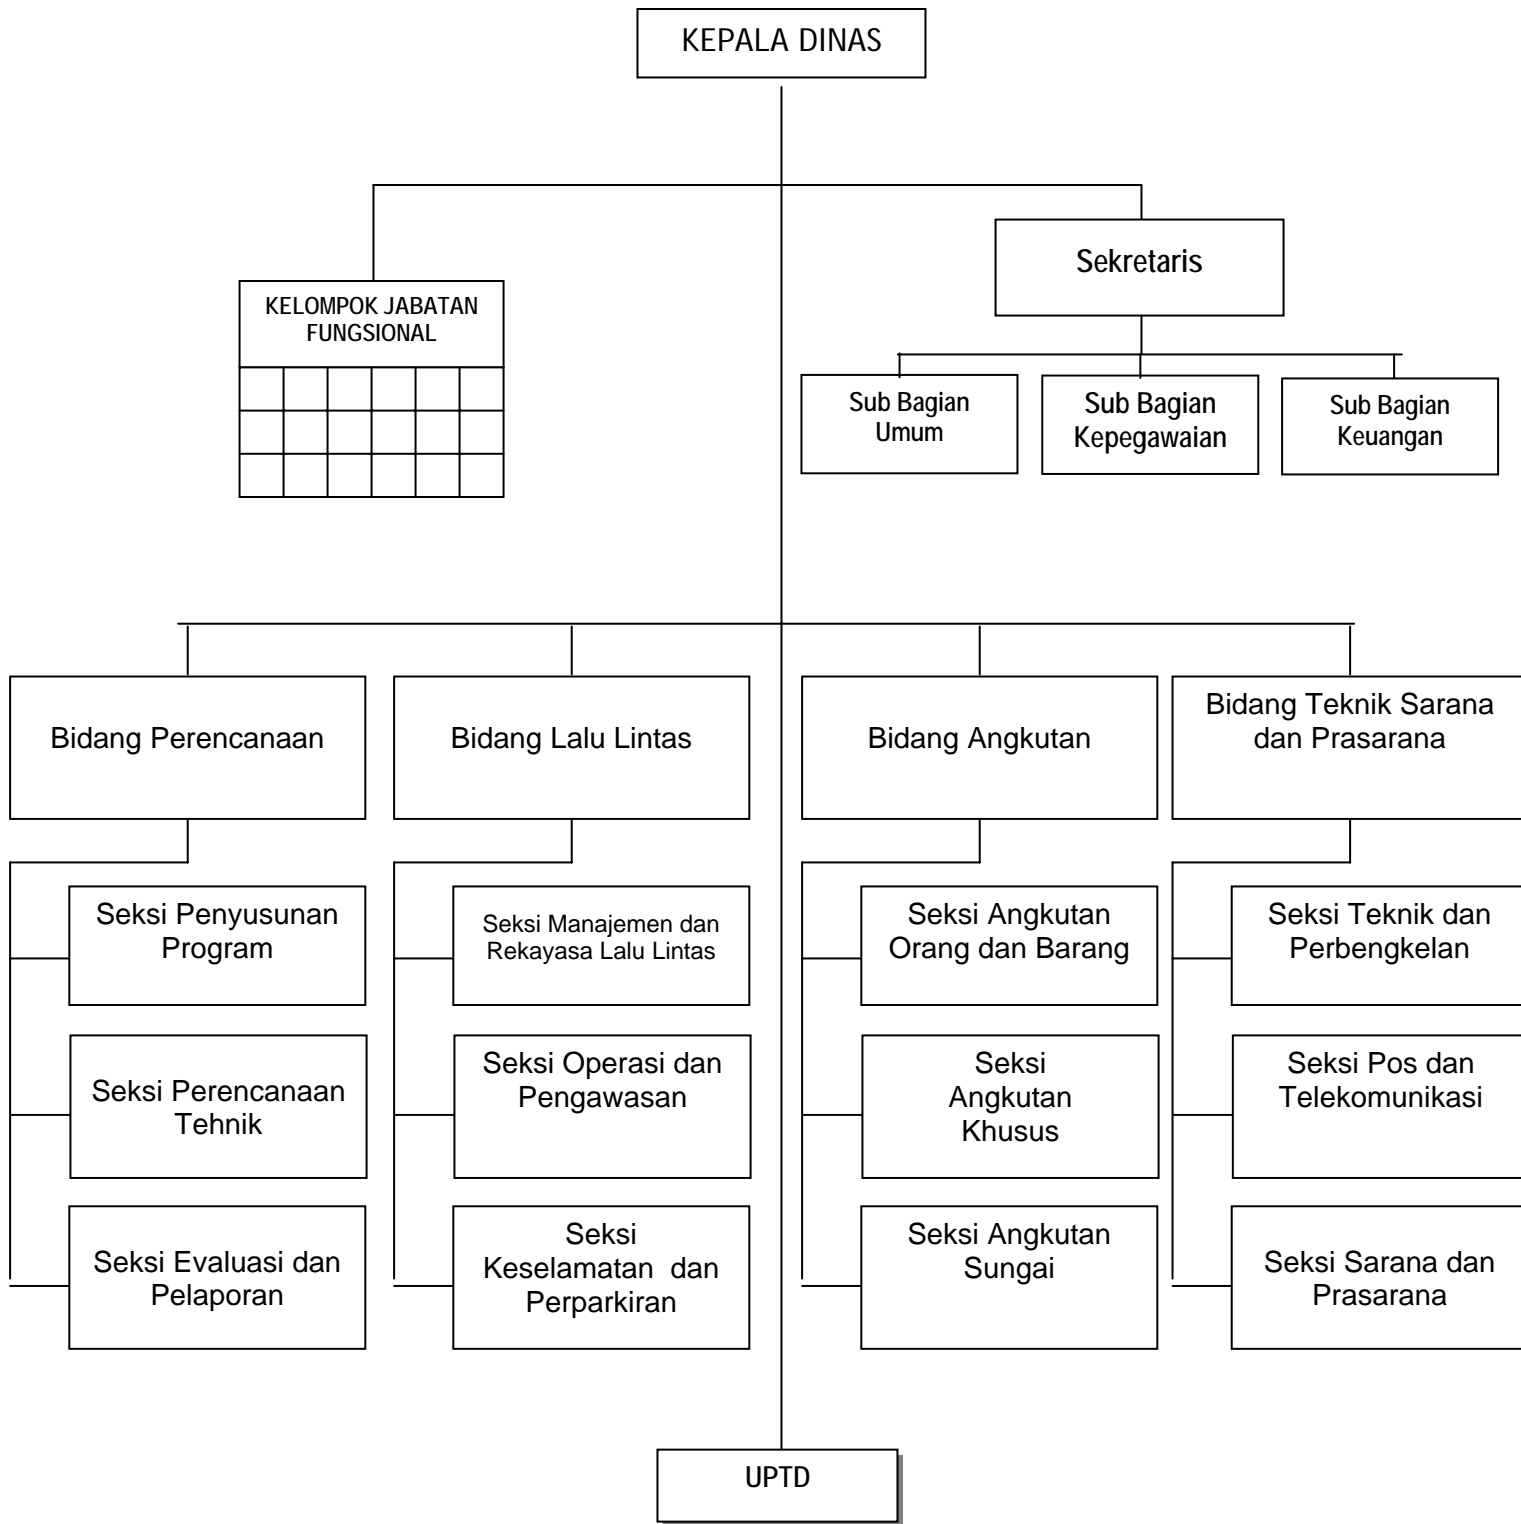 KEPALA DINAS
Sekretaris
KELOMPOK JABATAN
FUNGSIONAL
Sub Bagian
Umum
Sub Bagian
Kepegawaian
Sub Bagian
Keuangan
Bidang Perencanaan
Bidang Lalu Lintas
Bidang Angkutan
Bidang Teknik Sarana
dan Prasarana
Seksi Penyusunan
Program
Seksi Manajemen dan
Rekayasa Lalu Lintas
Seksi Angkutan
Orang dan Barang
Seksi Teknik dan
Perbengkelan
Seksi Perencanaan
Tehnik
Seksi Operasi dan
Pengawasan
Seksi
Angkutan
Khusus
Seksi Pos dan
Telekomunikasi
Seksi Evaluasi dan
Pelaporan
Seksi
Keselamatan  dan
Perparkiran
Seksi Angkutan
Sungai
Seksi Sarana dan
Prasarana
UPTD